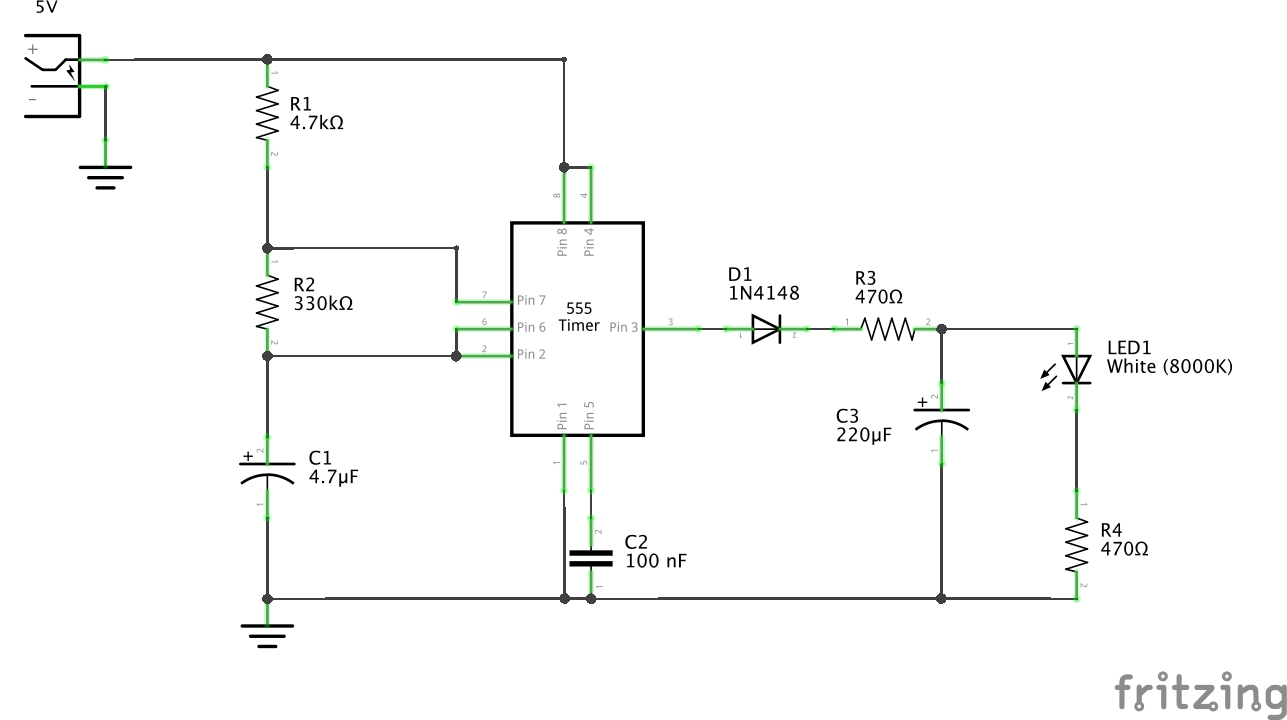 5V
+
−
1
R1
4.7kΩ
2
8
4
Pin 8
Pin 4
1
R2
330kΩ
2
7
Pin 7
6
Pin 6
2
Pin 2
555
Timer
Pin 3
3
Pin 1
Pin 5
1
5
D1
1N4148
1
2
R3
470Ω
1
2
LED1
White (8000K)
1
2
C3
220µF
+
2
1
C1
4.7µF
+
2
1
C2
100 nF
2
1
R4
470Ω
1
2
fritzing